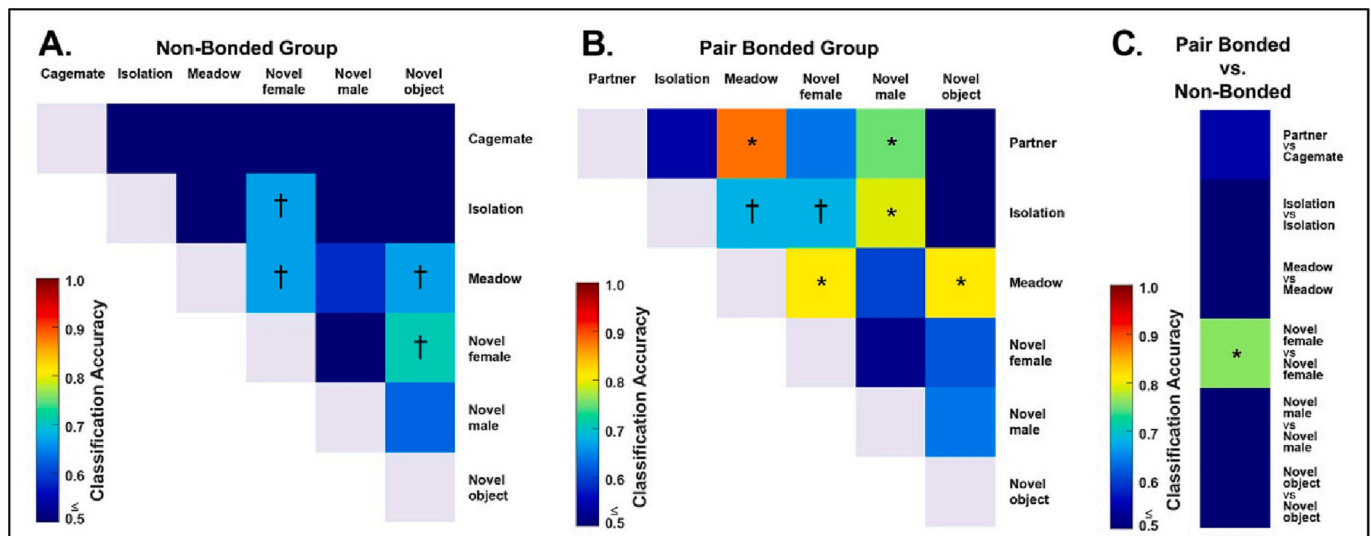 A.
Non-Bonded Group
Cagemate
Isolation
Meadow
Novel
female
Novel
male
Novel
object
Cagemate
†
Isolation
†
†
Meadow
†
Novel
female
Novel
male
Novel
object
1.0
0.9
0.8
0.7
0.6
≤
0.5
Classification Accuracy
B.
Pair Bonded Group
Partner
Isolation
Meadow
Novel
female
Novel
male
Novel
object
*
*
Partner
†
†
*
Isolation
*
*
Meadow
Novel
female
Novel
male
Novel
object
1.0
0.9
0.8
0.7
0.6
≤
0.5
Classification Accuracy
C.
Pair Bonded
vs.
Non-Bonded
Partner
vs
Cagemate
Isolation
vs
Isolation
Meadow
vs
Meadow
*
Novel
female
vs
Novel
female
Novel
male
vs
Novel
male
Novel
object
vs
Novel
object
1.0
0.9
0.8
0.7
0.6
≤
0.5
Classification Accuracy